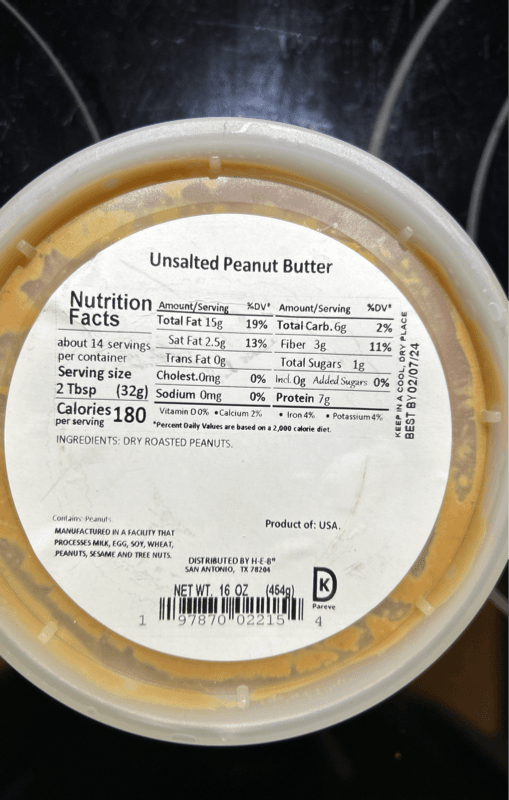 Unsalted Peanut Butter
Nutrition
Facts
about 14 servings
per container
Serving size
2 Tbsp (32g)
Calories 180
per serving
Amount/Serving %DV*
Total Fat 15g 19%
Sat Fat 2.5g 13%
Trans Fat 0g
Cholest.0mg 0%
Sodium 0mg 0%
Amount/Serving %DV*
Total Carb.6g 2%
Fiber 3g 11%
Total Sugars 1g
Incl.0g Added Sugars 0%
Protein 7g
Vitamin D 0% • Calcium 2% • Iron 4% • Potassium 4%
*Percent Daily Values are based on a 2,000 calorie diet.
KEEP IN A COOL, DRY PLACE
BEST BY 02/07/24
INGREDIENTS: DRY ROASTED PEANUTS.
Contains: Peanuts
MANUFACTURED IN A FACILITY THAT
PROCESSES MILK, EGG, SOY, WHEAT,
PEANUTS, SESAME AND TREE NUTS.
Product of: USA.
DISTRIBUTED BY H-E-B®
SAN ANTONIO, TX 78204
NET WT. 16 OZ (454g)
K
Pareve
1 97870 02215 4